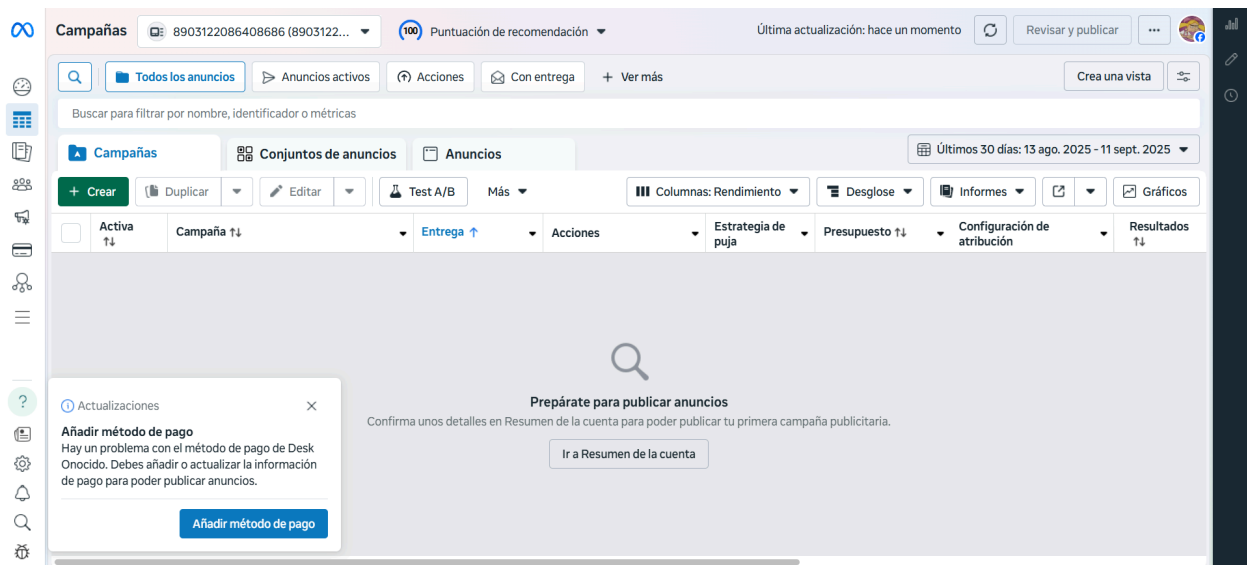 Campañas
8903122086408686 (8903122...
100
Puntuación de recomendación
Última actualización: hace un momento
Revisar y publicar
Todos los anuncios
Anuncios activos
Acciones
Con entrega
+ Ver más
Crea una vista
Buscar para filtrar por nombre, identificador o métricas
Campañas
Conjuntos de anuncios
Anuncios
Últimos 30 días: 13 ago. 2025 - 11 sept. 2025
+ Crear
Duplicar
Editar
Test A/B
Más
Columnas: Rendimiento
Desglose
Informes
Gráficos
Activa
Campaña
Entrega
Acciones
Estrategia de
puja
Presupuesto
Configuración de
atribución
Resultados
Prepárate para publicar anuncios
Confirma unos detalles en Resumen de la cuenta para poder publicar tu primera campaña publicitaria.
Ir a Resumen de la cuenta
Actualizaciones
Añadir método de pago
Hay un problema con el método de pago de Desk
Onocido. Debes añadir o actualizar la información
de pago para poder publicar anuncios.
Añadir método de pago